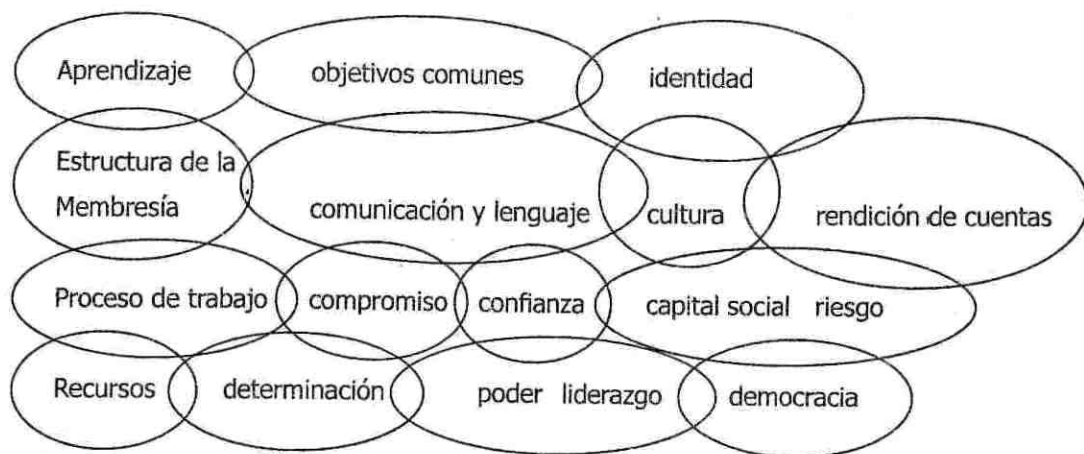 Aprendizaje objetivos comunes identidad
Estructura de la
Membresía comunicación y lenguaje cultura rendición de cuentas
Proceso de trabajo compromiso confianza capital social riesgo
Recursos determinación poder liderazgo democracia